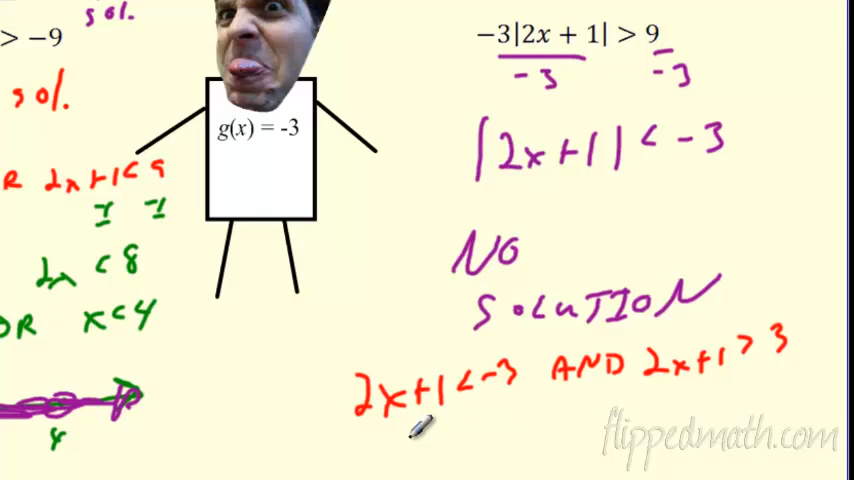 sol.
> −9
sol.
g(x) = -3
R 2x+1<9
-1 -1
2x < 8
OR x<4
4
−3|2x + 1| > 9
-3 -3
|2x+1| < -3
NO
SOLUTION
2x+1 < -3 AND 2x+1 > 3
flippedmath.com